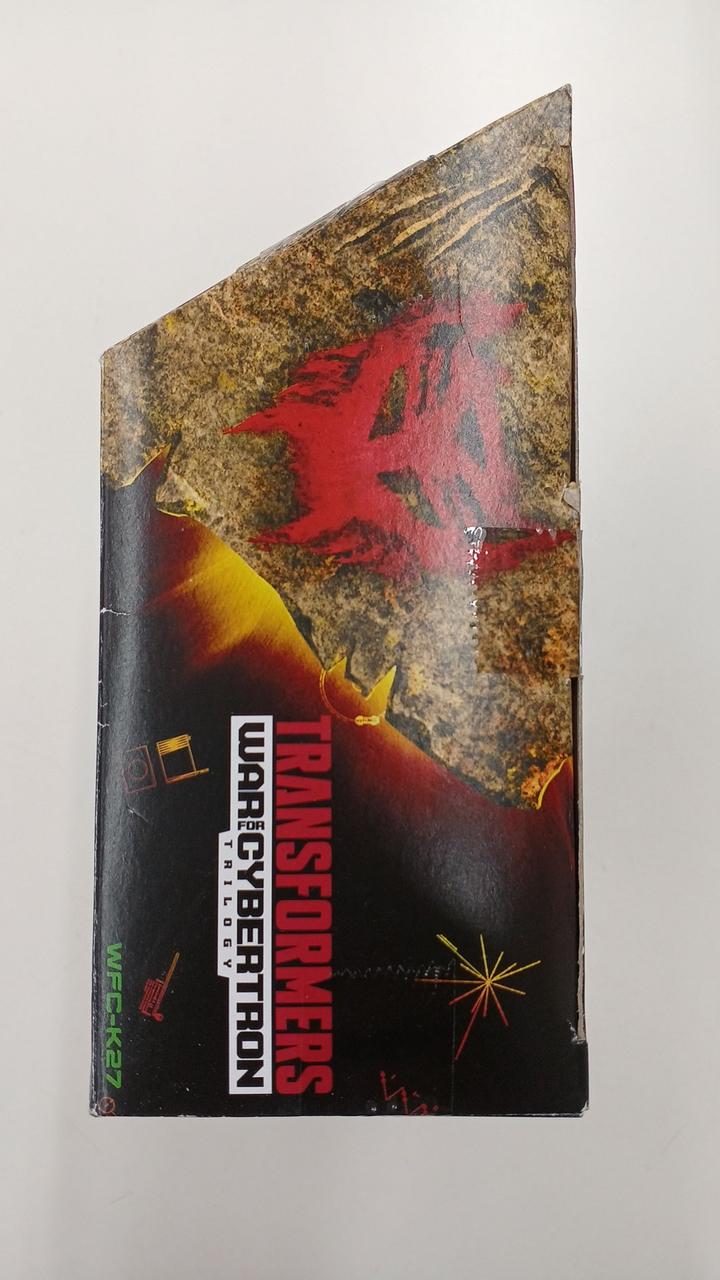 TRANSFORMERS
WAR FOR CYBERTRON
TRILOGY
WFC-K27